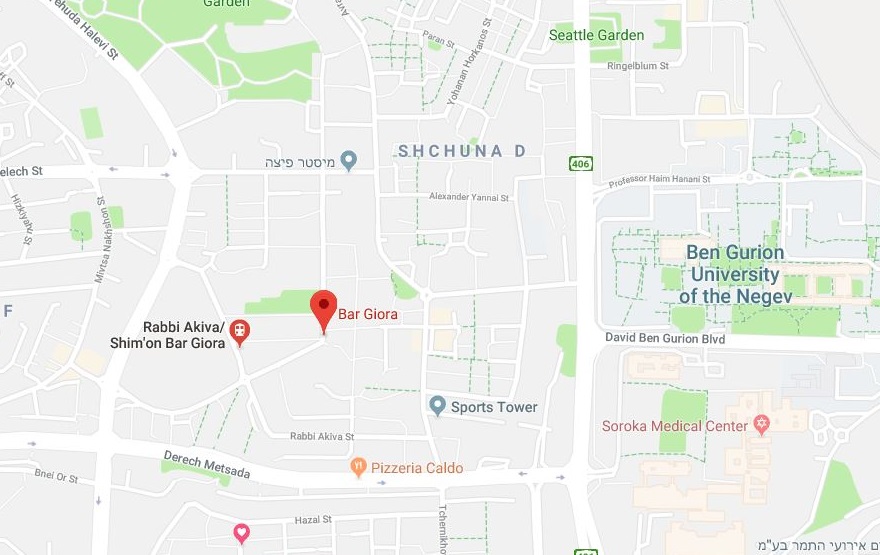 Garden
Yehuda Halevi St
Paran St
Yohanan Horkanos St
Seattle Garden
Ringelblum St
SHCHUNA D
מיסטר פיצה
406
elech St
Professor Haim Hanani St
Alexander Yannai St
Hizkiyahu St
Mivtsa Nakhshon St
Ben Gurion
University
of the Negev
F
Bar Giora
Rabbi Akiva/
Shim'on Bar Giora
David Ben Gurion Blvd
Sports Tower
Soroka Medical Center
Rabbi Akiva St
Derech Metsada
Pizzeria Caldo
Bnei Or St
Hazal St
ם אירועי התמר בע"מ